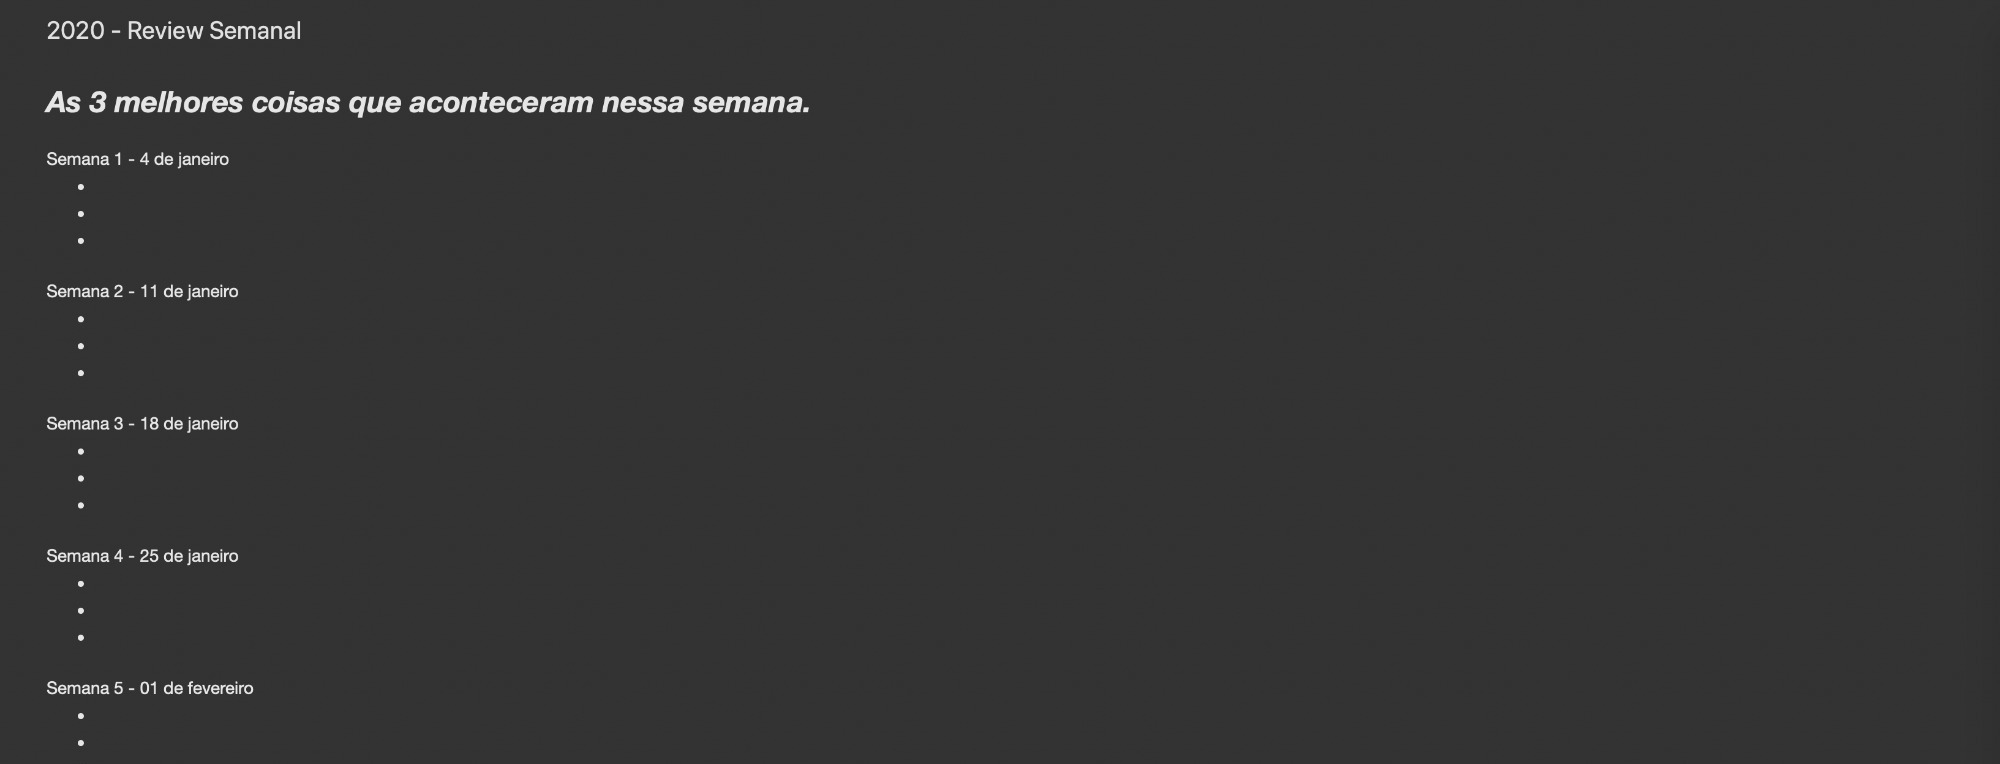 2020 - Review Semanal
As 3 melhores coisas que aconteceram nessa semana.
Semana 1 - 4 de janeiro
•
•
•
Semana 2 - 11 de janeiro
•
•
•
Semana 3 - 18 de janeiro
•
•
•
Semana 4 - 25 de janeiro
•
•
•
Semana 5 - 01 de fevereiro
•
•